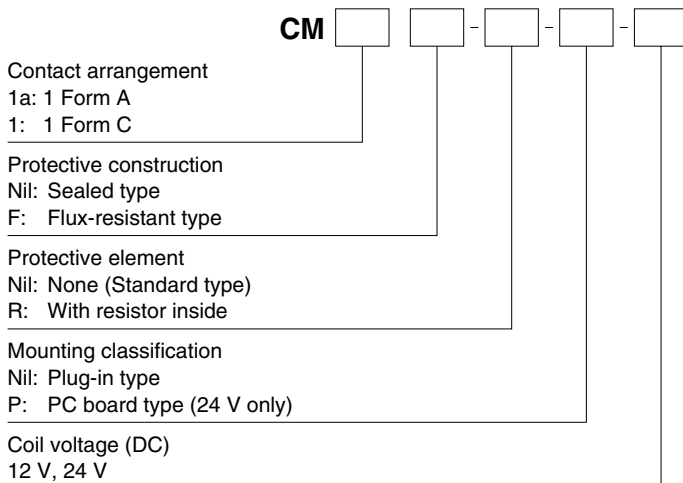 CM - - -
Contact arrangement
1a: 1 Form A
1: 1 Form C
Protective construction
Nil: Sealed type
F: Flux-resistant type
Protective element
Nil: None (Standard type)
R: With resistor inside
Mounting classification
Nil: Plug-in type
P: PC board type (24 V only)
Coil voltage (DC)
12 V, 24 V